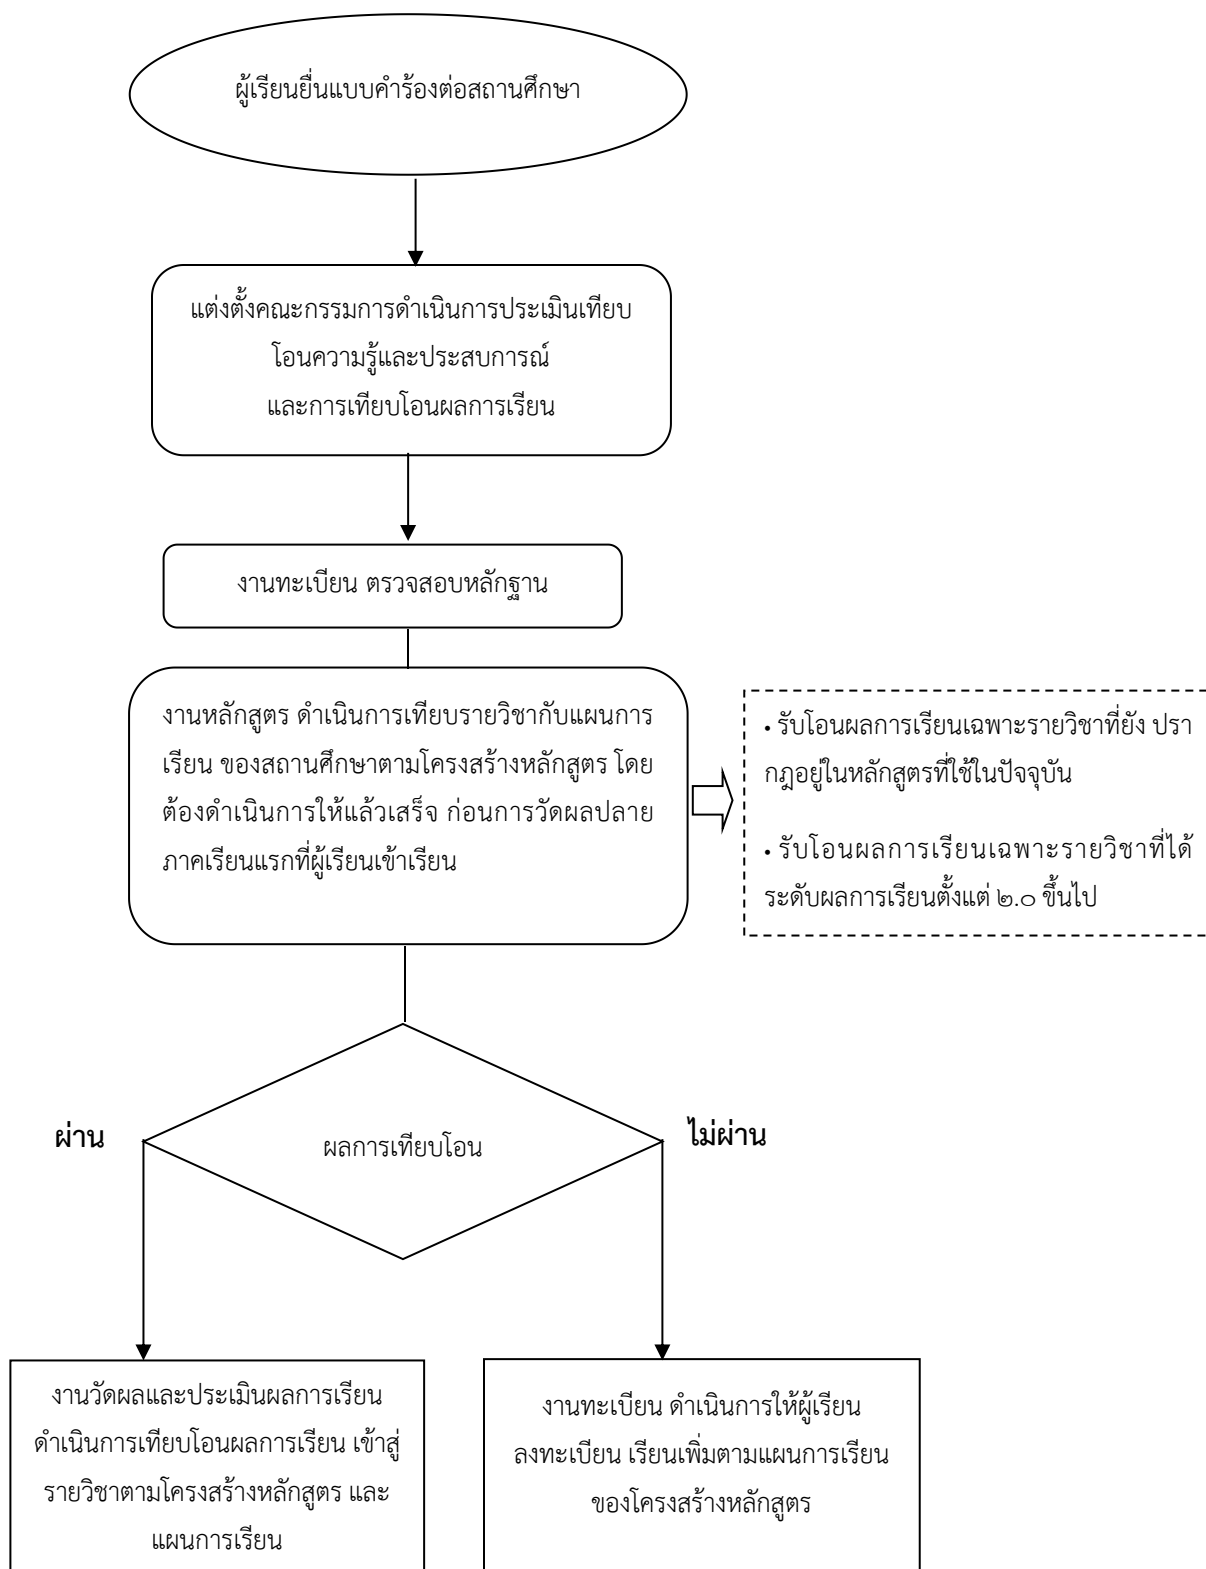 ผู้เรียนยื่นแบบคำร้องต่อสถานศึกษา
แต่งตั้งคณะกรรมการดำเนินการประเมินเทียบ
โอนความรู้และประสบการณ์
และการเทียบโอนผลการเรียน
งานทะเบียน ตรวจสอบหลักฐาน
งานหลักสูตร ดำเนินการเทียบรายวิชากับแผนการ
เรียน ของสถานศึกษาตามโครงสร้างหลักสูตร โดย
ต้องดำเนินการให้แล้วเสร็จ ก่อนการวัดผลปลาย
ภาคเรียนแรกที่ผู้เรียนเข้าเรียน
• รับโอนผลการเรียนเฉพาะรายวิชาที่ยัง ปรา
กฎอยู่ในหลักสูตรที่ใช้ในปัจจุบัน
• รับโอนผลการเรียนเฉพาะรายวิชาที่ได้
ระดับผลการเรียนตั้งแต่ ๒.๐ ขึ้นไป
ผ่าน
ผลการเทียบโอน
ไม่ผ่าน
งานวัดผลและประเมินผลการเรียน
ดำเนินการเทียบโอนผลการเรียน เข้าสู่
รายวิชาตามโครงสร้างหลักสูตร และ
แผนการเรียน
งานทะเบียน ดำเนินการให้ผู้เรียน
ลงทะเบียน เรียนเพิ่มตามแผนการเรียน
ของโครงสร้างหลักสูตร